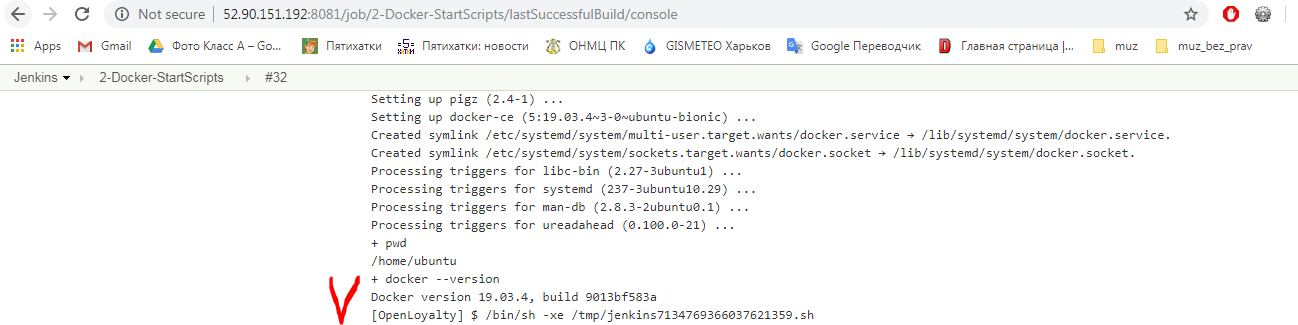 Not secure | 52.90.151.192:8081/job/2-Docker-StartScripts/lastSuccessfulBuild/console
Apps Gmail Фото Класс А – Go... Пятихатки Пятихатки: новости ОНМЦ ПК GISMETEO Харьков Google Переводчик Главная страница |... muz muz_bez_prav
Jenkins 2-Docker-StartScripts #32
Setting up pigz (2.4-1) ...
Setting up docker-ce (5:19.03.4~3-0~ubuntu-bionic) ...
Created symlink /etc/systemd/system/multi-user.target.wants/docker.service → /lib/systemd/system/docker.service.
Created symlink /etc/systemd/system/sockets.target.wants/docker.socket → /lib/systemd/system/docker.socket.
Processing triggers for libc-bin (2.27-3ubuntu1) ...
Processing triggers for systemd (237-3ubuntu10.29) ...
Processing triggers for man-db (2.8.3-2ubuntu0.1) ...
Processing triggers for ureadahead (0.100.0-21) ...
+ pwd
/home/ubuntu
+ docker --version
Docker version 19.03.4, build 9013bf583a
[OpenLoyalty] $ /bin/sh -xe /tmp/jenkins7134769366037621359.sh